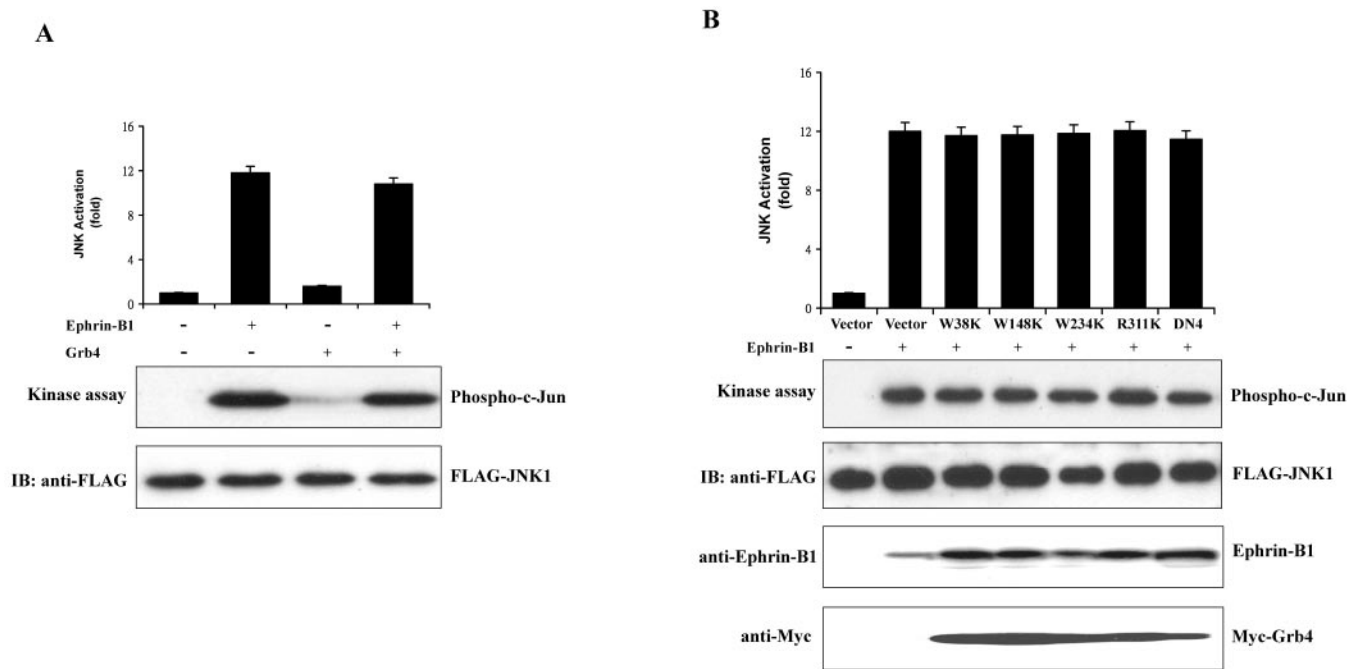 A
16
12
8
4
0
JNK Activation
(fold)
Ephrin-B1 - + - +
Grb4 - - + +
Kinase assay Phospho-c-Jun
IB: anti-FLAG FLAG-JNK1
B
16
12
8
4
0
JNK Activation
(fold)
Vector Vector W38K W148K W234K R311K DN4
Ephrin-B1 - + + + + + +
Kinase assay Phospho-c-Jun
IB: anti-FLAG FLAG-JNK1
anti-Ephrin-B1 Ephrin-B1
anti-Myc Myc-Grb4